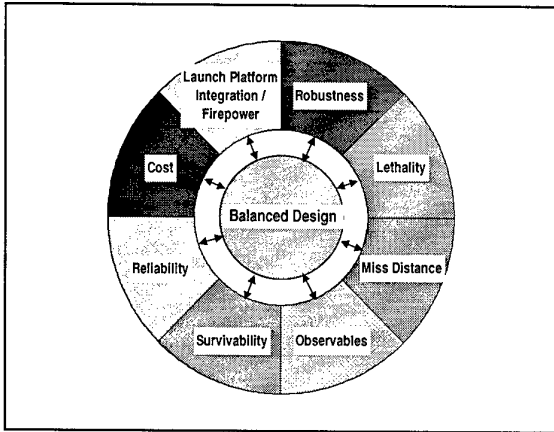 Launch Platform
Integration /
Firepower
Robustness
Lethality
Miss Distance
Observables
Survivability
Reliability
Cost
Balanced Design